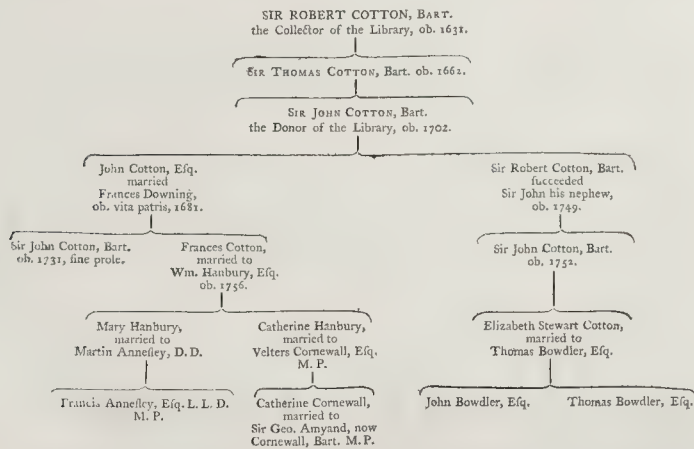 SIR ROBERT COTTON, BART.
the Collector of the Library, ob. 1631.
SIR THOMAS COTTON, Bart. ob. 1662.
SIR JOHN COTTON, Bart.
the Donor of the Library, ob. 1702.
John Cotton, Eſq.
married
Frances Downing,
ob. vita patris, 1681.
Sir Robert Cotton, Bart.
ſucceeded
Sir John his nephew,
ob. 1749.
Sir John Cotton, Bart.
ob. 1731, ſine prole.
Frances Cotton,
married to
Wm. Hanbury, Eſq.
ob. 1756.
Sir John Cotton, Bart.
ob. 1752.
Mary Hanbury,
married to
Martin Anneſley, D. D.
Catherine Hanbury,
married to
Velters Cornewall, Eſq.
M. P.
Elizabeth Stewart Cotton,
married to
Thomas Bowdler, Eſq.
Francis Anneſley, Eſq. L. L. D.
M. P.
Catherine Cornewall,
married to
Sir Geo. Amyand, now
Cornewall, Bart. M. P.
John Bowdler, Eſq.
Thomas Bowdler, Eſq.